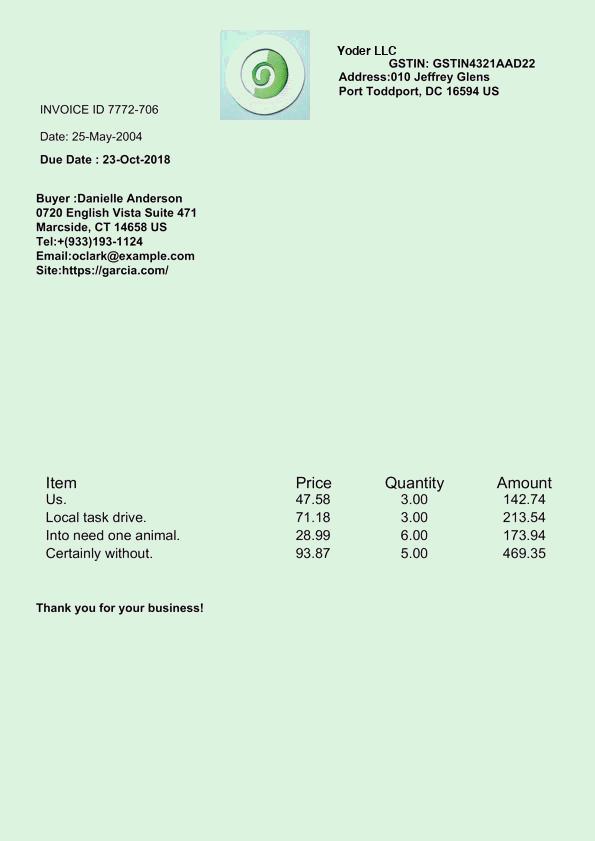 Yoder LLC
GSTIN: GSTIN4321AAD22
Address:010 Jeffrey Glens
Port Toddport, DC 16594 US
INVOICE ID 7772-706
Date: 25-May-2004
Due Date : 23-Oct-2018
Buyer :Danielle Anderson
0720 English Vista Suite 471
Marcside, CT 14658 US
Tel:+(933)193-1124
Email:oclark@example.com
Site:https://garcia.com/
Item Price Quantity Amount
Us. 47.58 3.00 142.74
Local task drive. 71.18 3.00 213.54
Into need one animal. 28.99 6.00 173.94
Certainly without. 93.87 5.00 469.35
Thank you for your business!